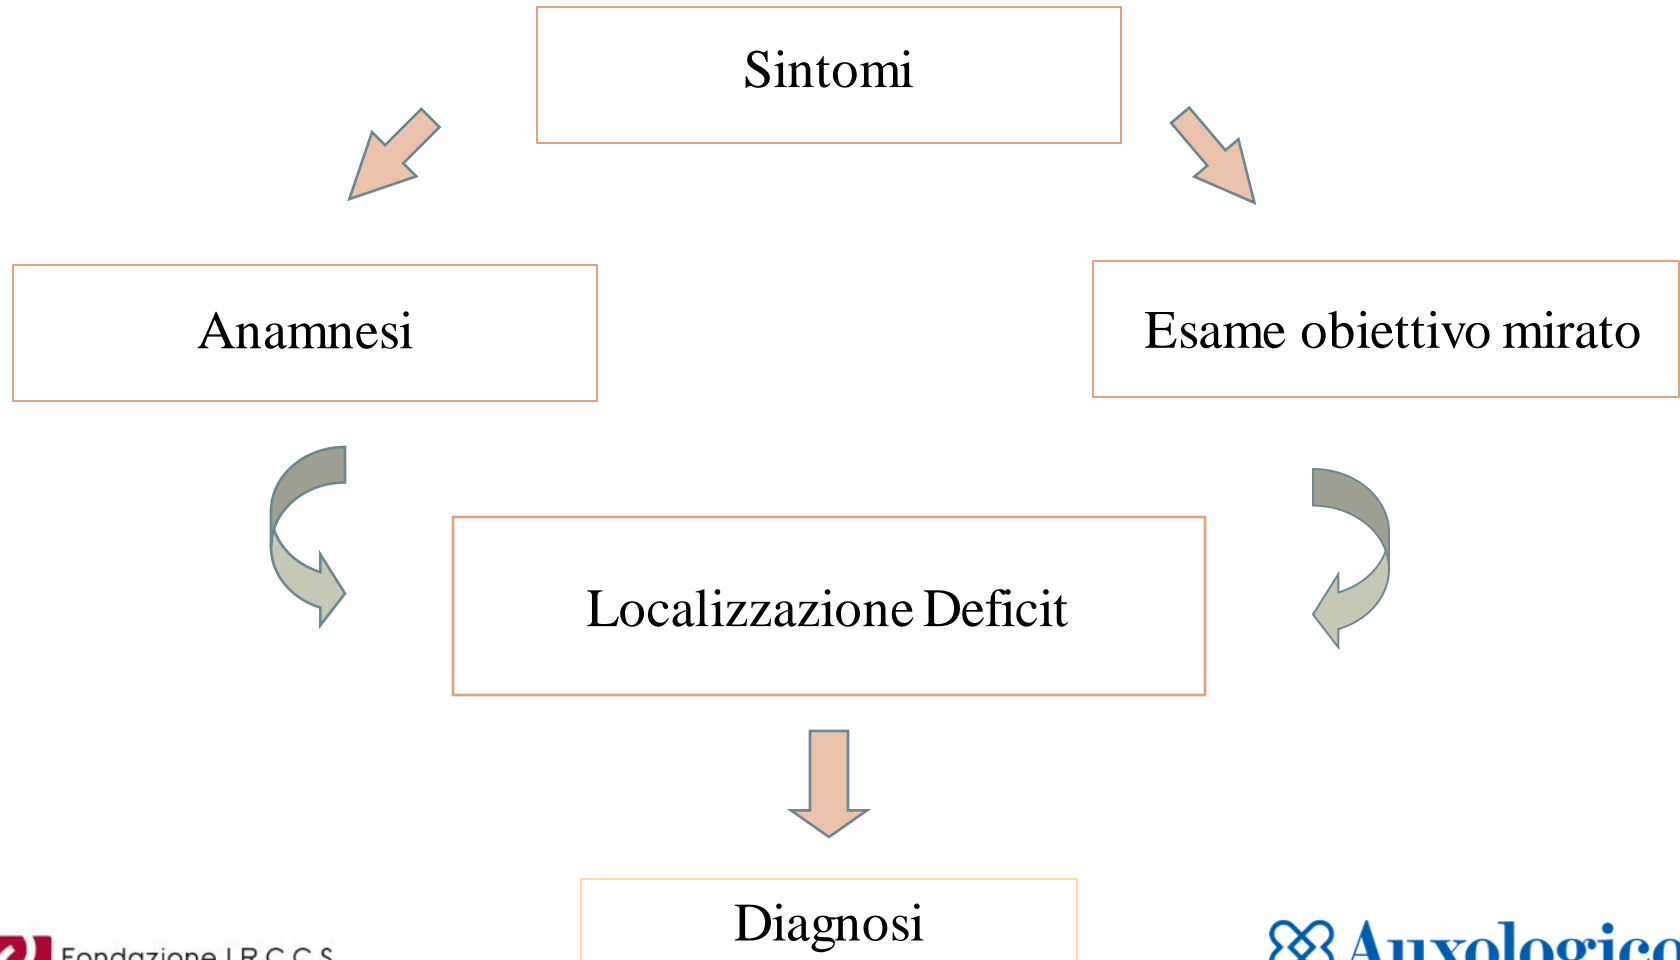 Sintomi
Anamnesi
Esame obiettivo mirato
Localizzazione Deficit
Diagnosi
Fondazione I.R.C.C.S.
Auxologico